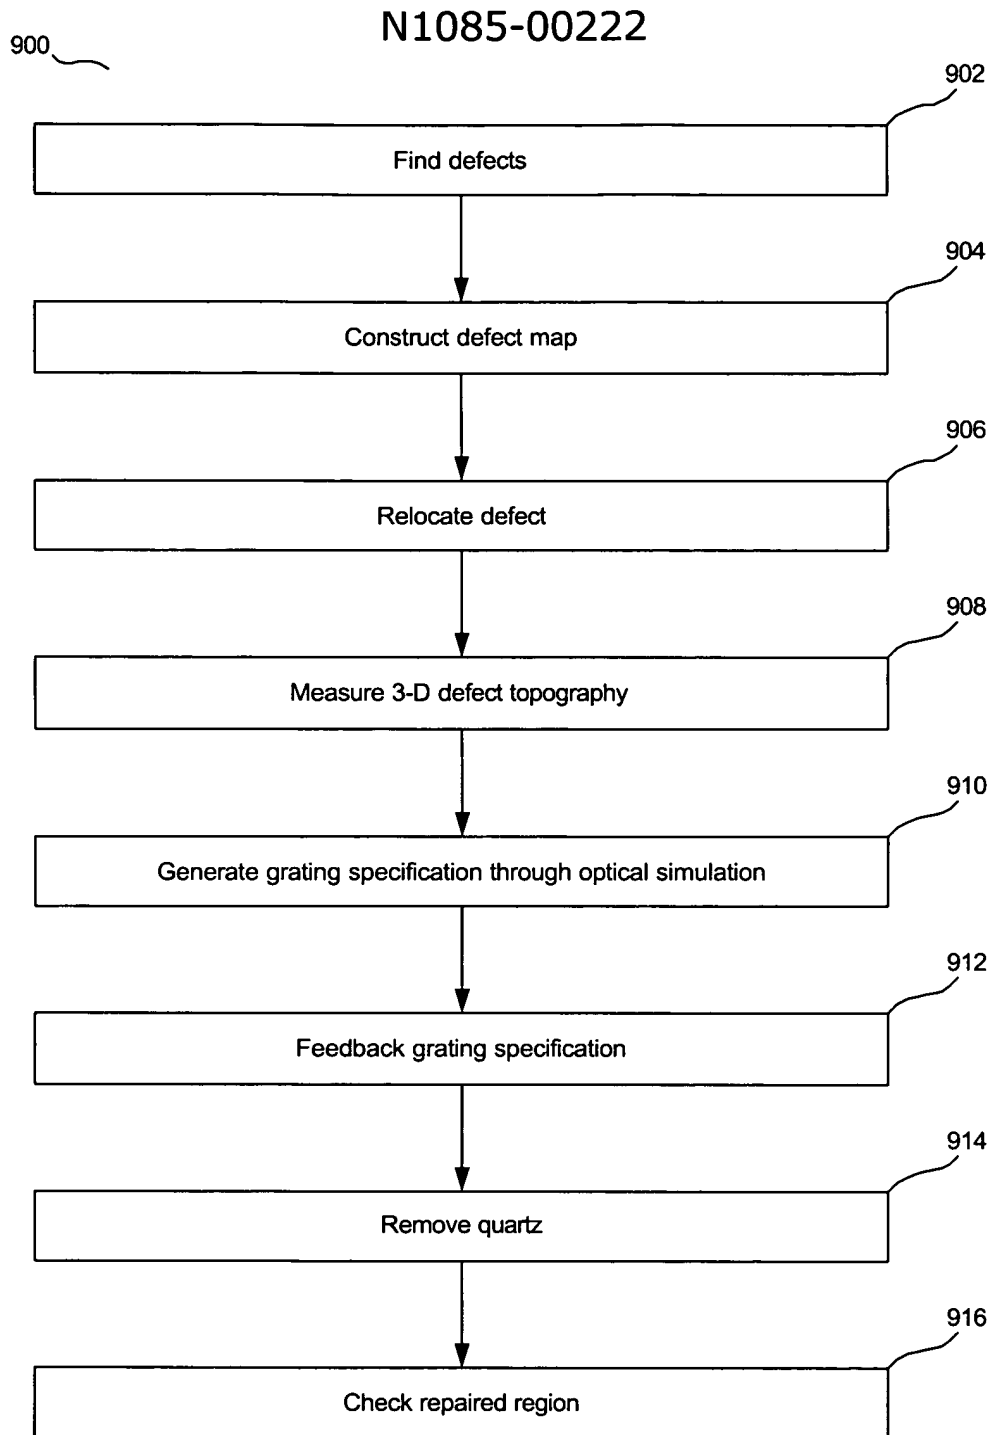 N1085-00222
900
902
Find defects
904
Construct defect map
906
Relocate defect
908
Measure 3-D defect topography
910
Generate grating specification through optical simulation
912
Feedback grating specification
914
Remove quartz
916
Check repaired region